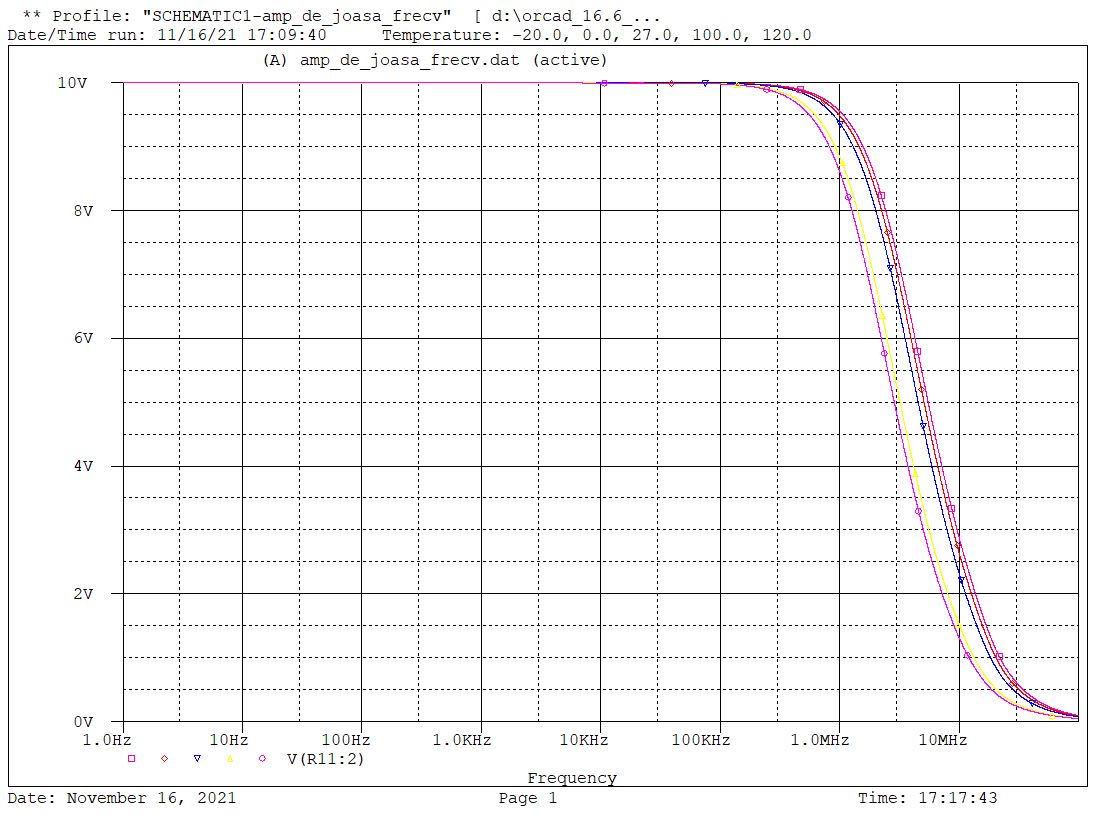 ** Profile: "SCHEMATIC1-amp_de_joasa_frecv" [ d:\orcad_16.6_...
Date/Time run: 11/16/21 17:09:40 Temperature: -20.0, 0.0, 27.0, 100.0, 120.0
(A) amp_de_joasa_frecv.dat (active)
10V
8V
6V
4V
2V
0V
1.0Hz 10Hz 100Hz 1.0KHz 10KHz 100KHz 1.0MHz 10MHz
V(R11:2)
Frequency
Date: November 16, 2021 Page 1 Time: 17:17:43